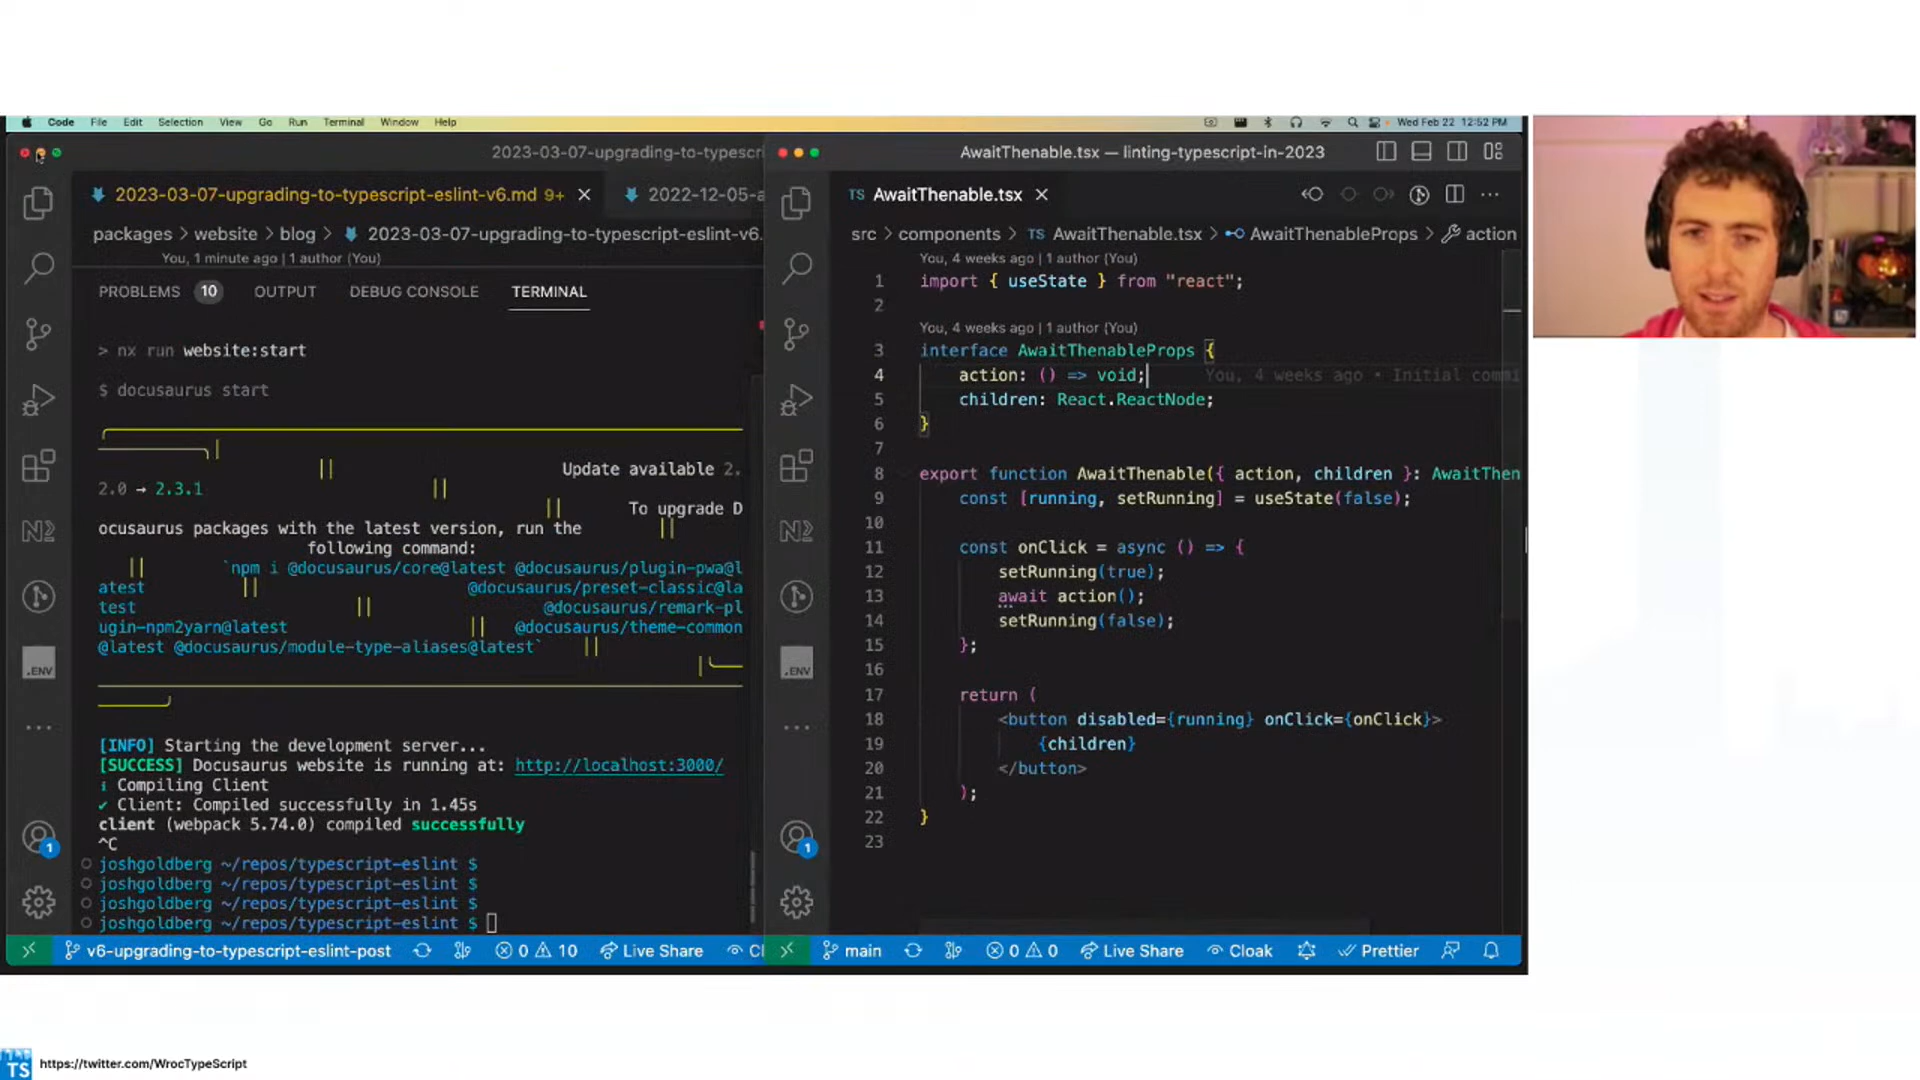 Code File Edit Selection View Go Run Terminal Window Help
Wed Feb 22 12:52 PM
2023-03-07-upgrading-to-typescr
2023-03-07-upgrading-to-typescript-eslint-v6.md 9+
2022-12-05-a
packages > website > blog > 2023-03-07-upgrading-to-typescript-eslint-v6.
You, 1 minute ago | 1 author (You)
PROBLEMS 10 OUTPUT DEBUG CONSOLE TERMINAL
> nx run website:start
$ docusaurus start
Update available 2.
2.0 → 2.3.1
To upgrade D
ocusaurus packages with the latest version, run the
following command:
`npm i @docusaurus/core@latest @docusaurus/plugin-pwa@l
atest @docusaurus/preset-classic@la
test @docusaurus/remark-pl
ugin-npm2yarn@latest @docusaurus/theme-common
@latest @docusaurus/module-type-aliases@latest`
[INFO] Starting the development server...
[SUCCESS] Docusaurus website is running at: http://localhost:3000/
i Compiling Client
✔ Client: Compiled successfully in 1.45s
client (webpack 5.74.0) compiled successfully
^C
joshgoldberg ~/repos/typescript-eslint $
joshgoldberg ~/repos/typescript-eslint $
joshgoldberg ~/repos/typescript-eslint $
joshgoldberg ~/repos/typescript-eslint $
.ENV
1
v6-upgrading-to-typescript-eslint-post 0 10 Live Share Cl
AwaitThenable.tsx — linting-typescript-in-2023
TS AwaitThenable.tsx
src > components > TS AwaitThenable.tsx > AwaitThenableProps > action
You, 4 weeks ago | 1 author (You)
1 import { useState } from "react";
2
You, 4 weeks ago | 1 author (You)
3 interface AwaitThenableProps {
4 action: () => void; You, 4 weeks ago • Initial commi
5 children: React.ReactNode;
6 }
7
8 export function AwaitThenable({ action, children }: AwaitThen
9 const [running, setRunning] = useState(false);
10
11 const onClick = async () => {
12 setRunning(true);
13 await action();
14 setRunning(false);
15 };
16
17 return (
18 <button disabled={running} onClick={onClick}>
19 {children}
20 </button>
21 );
22 }
23
.ENV
1
main 0 0 Live Share Cloak Prettier
TS https://twitter.com/WrocTypeScript